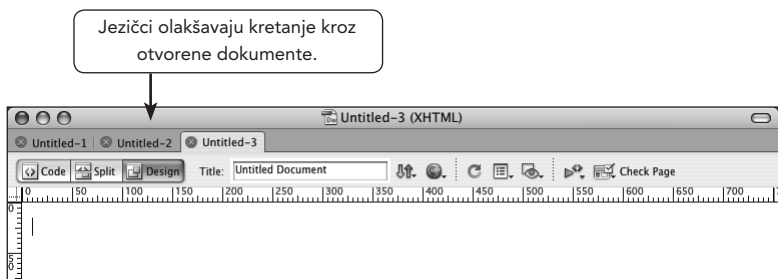 Jezičci olakšavaju kretanje kroz
otvorene dokumente.
Untitled-3 (XHTML)
Untitled-1 Untitled-2 Untitled-3
Code Split Design Title: Untitled Document Check Page
0 50 100 150 200 250 300 350 400 450 500 550 600 650 700
0
50